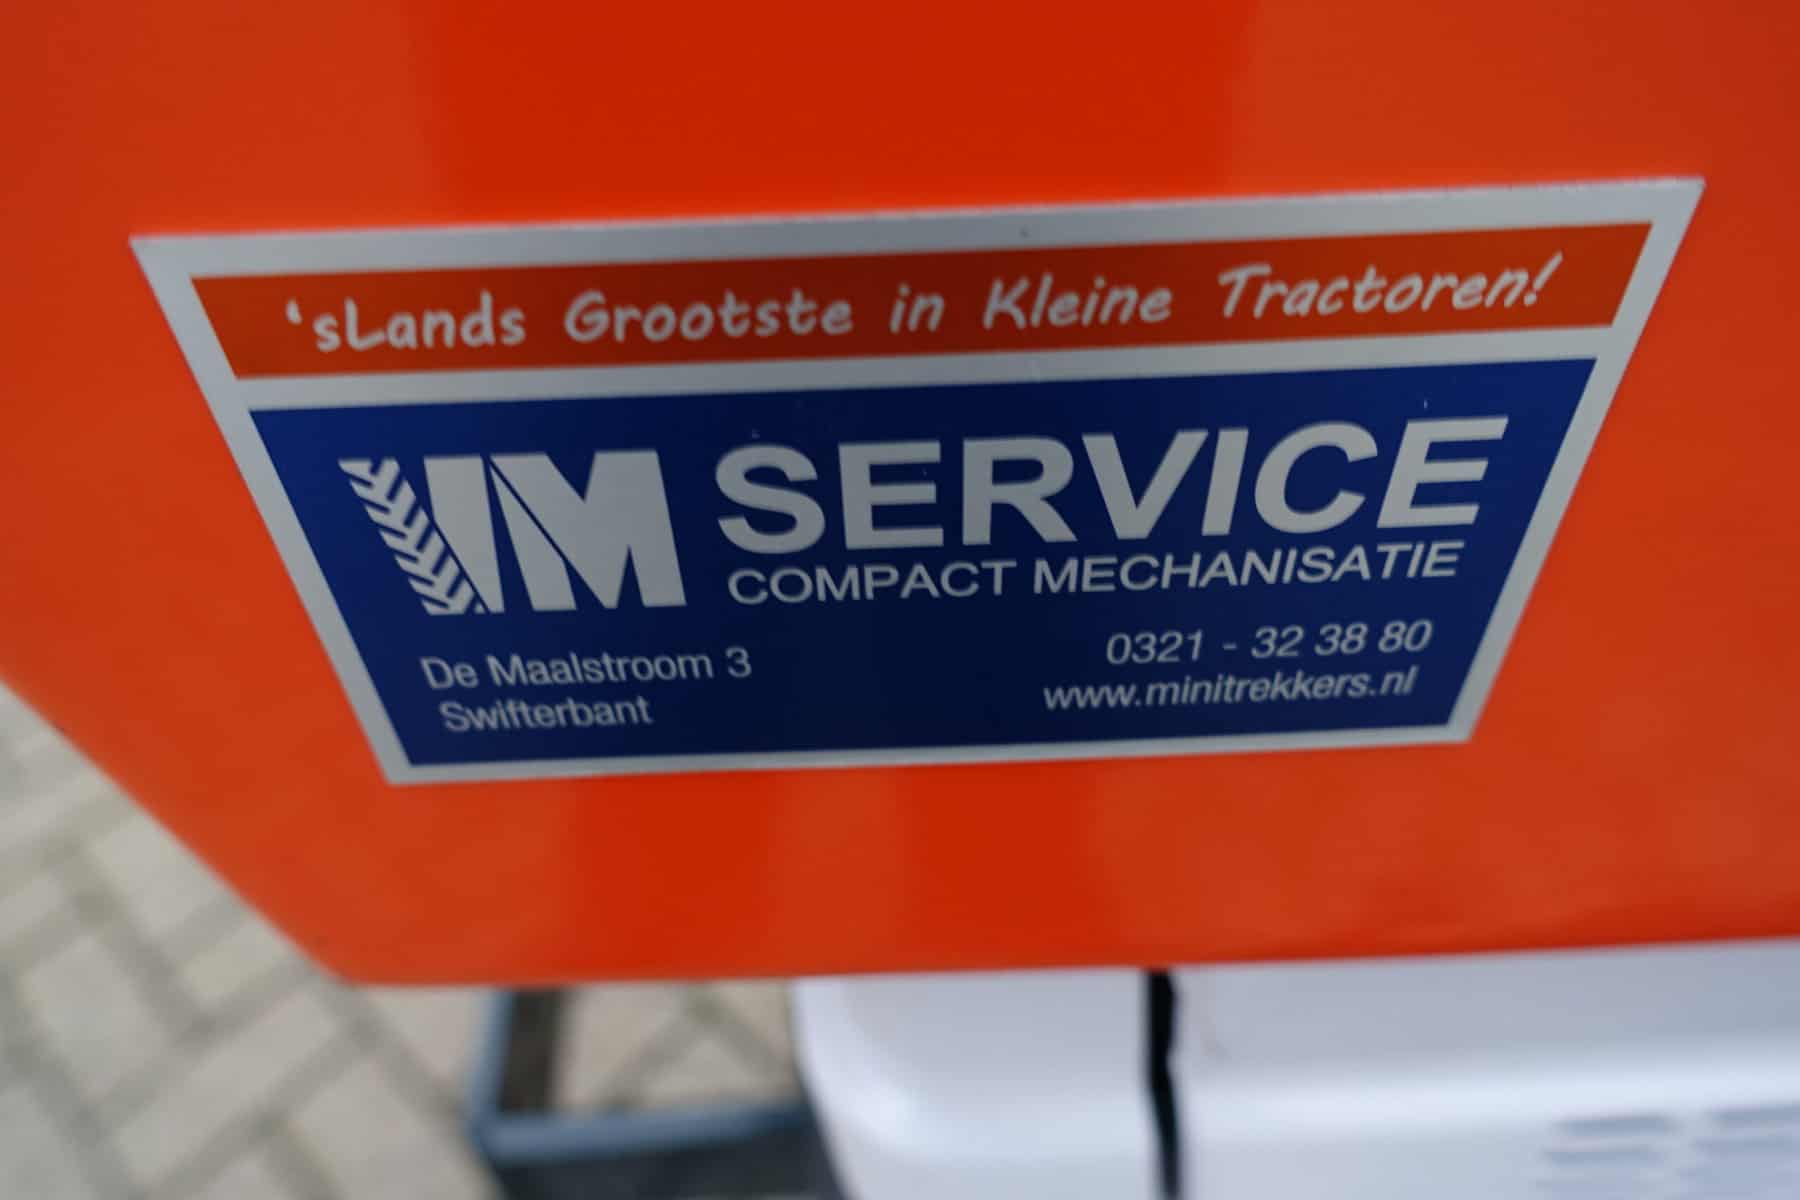 'sLands Grootste in Kleine Tractoren!
IM SERVICE
COMPACT MECHANISATIE
De Maalstroom 3
Swifterbant
0321 - 32 38 80
www.minitrekkers.nl